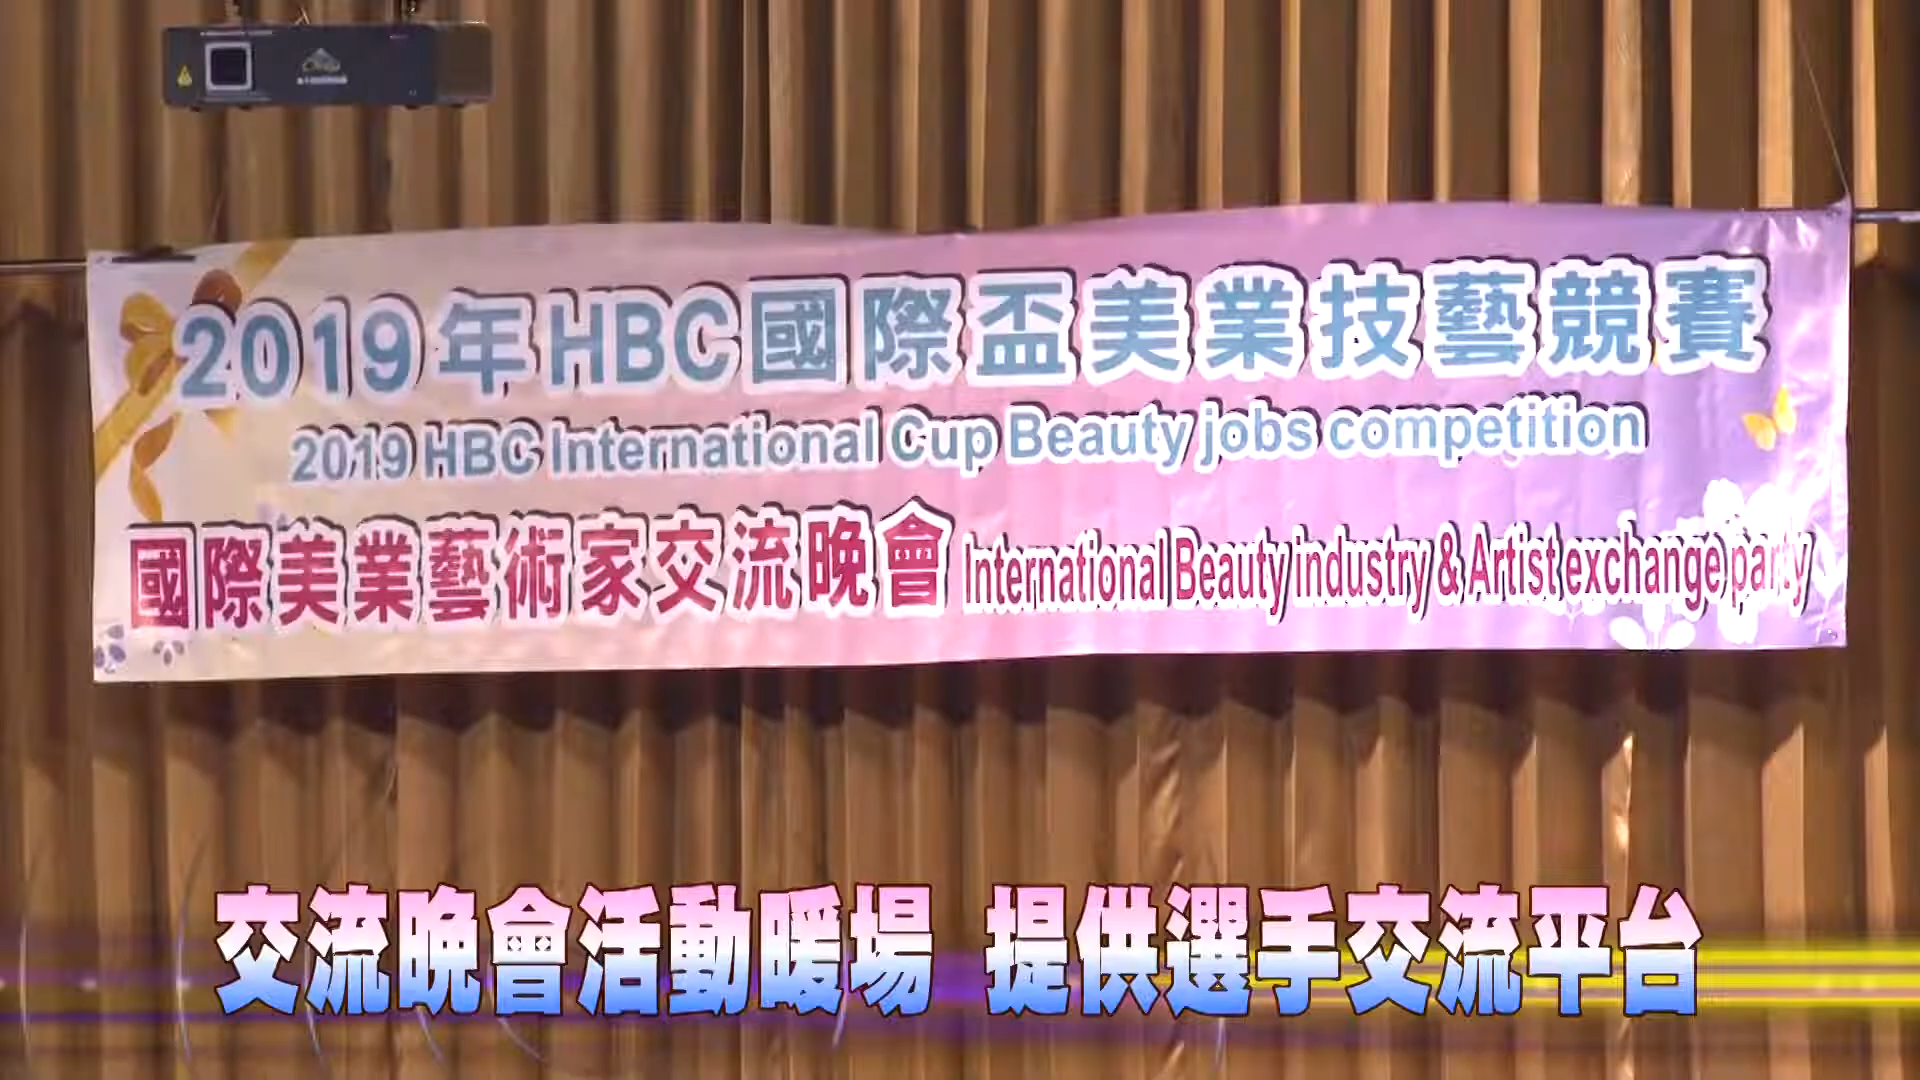 2019年HBC國際盃美業技藝競賽
2019 HBC International Cup Beauty jobs competition
國際美業藝術家交流晚會 International Beauty industry & Artist exchange party
交流晚會活動暖場 提供選手交流平台